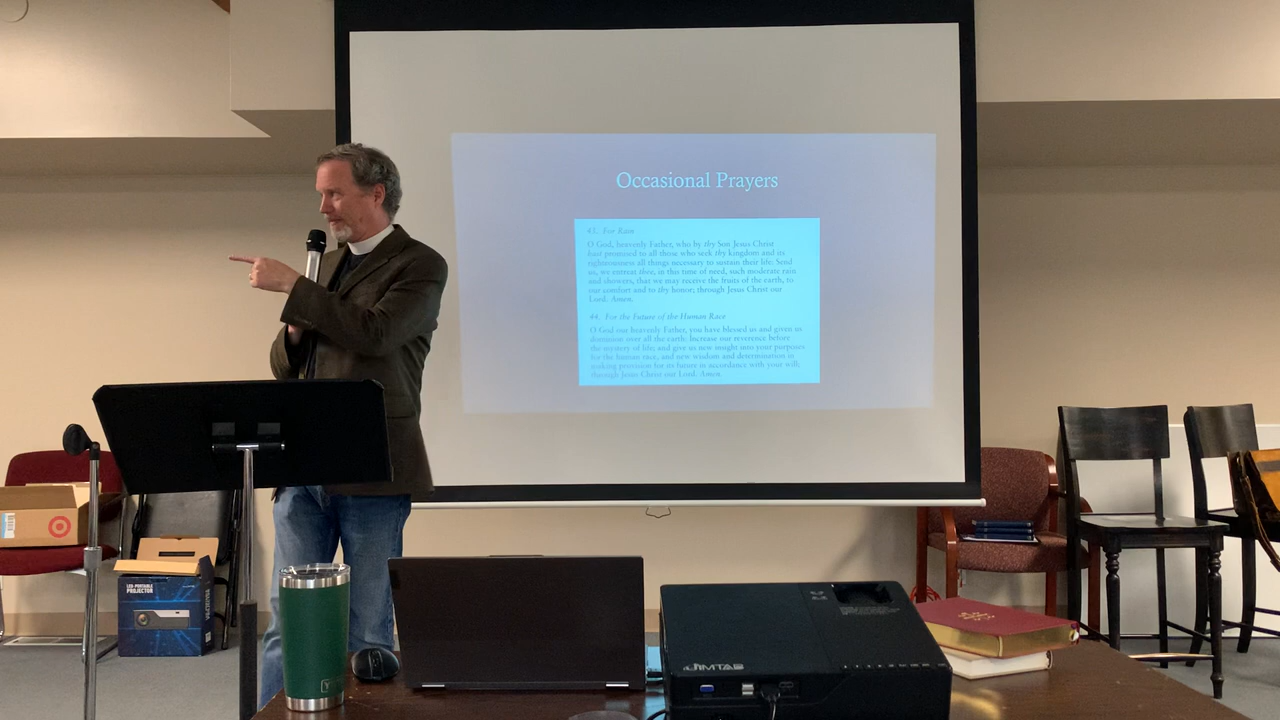 Occasional Prayers
43. For Rain
O God, heavenly Father, who by thy Son Jesus Christ
hast promised to all those who seek thy kingdom and its
righteousness all things necessary to sustain their life: Send
us, we entreat thee, in this time of need, such moderate rain
and showers, that we may receive the fruits of the earth, to
our comfort and to thy honor; through Jesus Christ our
Lord. Amen.
44. For the Future of the Human Race
O God our heavenly Father, you have blessed us and given us
dominion over all the earth: Increase our reverence before
the mystery of life; and give us new insight into your purposes
for the human race, and new wisdom and determination in
making provision for its future in accordance with your will;
through Jesus Christ our Lord. Amen.
LED PORTABLE
PROJECTOR
JIMTAB